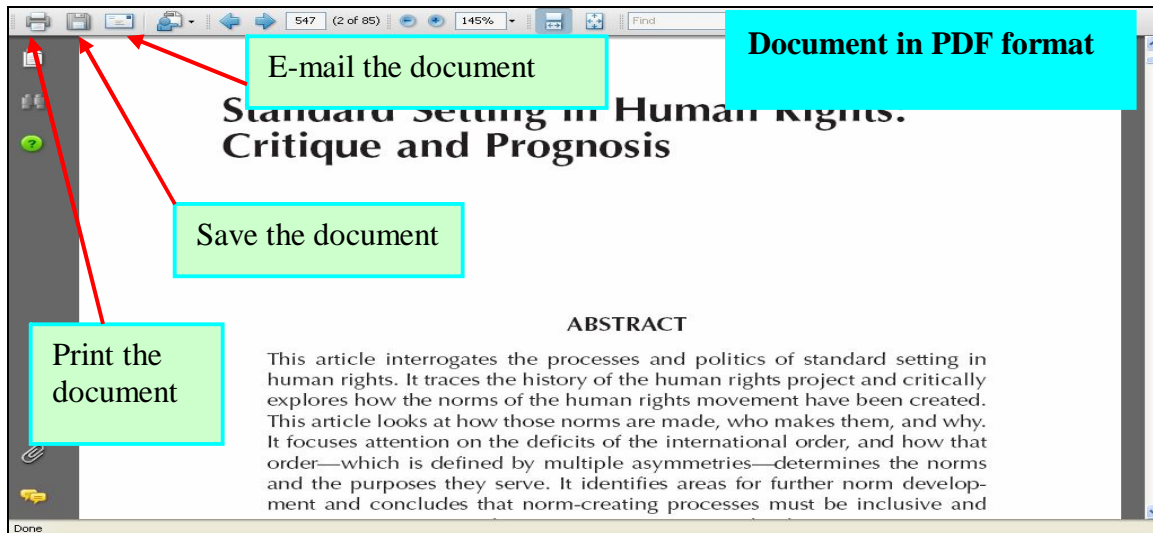 547 (2 of 85) 145% Find
Document in PDF format
E-mail the document
Standard Setting in Human Rights:
Critique and Prognosis
Save the document
ABSTRACT
Print the
document
This article interrogates the processes and politics of standard setting in
human rights. It traces the history of the human rights project and critically
explores how the norms of the human rights movement have been created.
This article looks at how those norms are made, who makes them, and why.
It focuses attention on the deficits of the international order, and how that
order—which is defined by multiple asymmetries—determines the norms
and the purposes they serve. It identifies areas for further norm develop-
ment and concludes that norm-creating processes must be inclusive and
Done